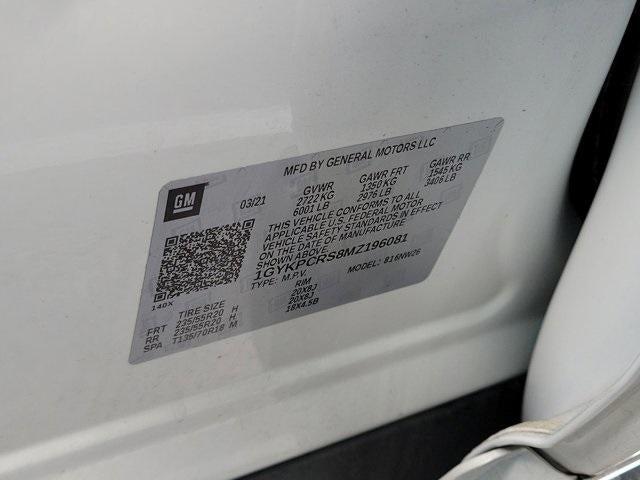 MFD BY GENERAL MOTORS LLC
GM
03/21
GVWR GAWR FRT GAWR RR
2722 KG 1350 KG 1545 KG
6001 LB 2976 LB 3406 LB
THIS VEHICLE CONFORMS TO ALL
APPLICABLE U.S. FEDERAL MOTOR
VEHICLE SAFETY STANDARDS IN EFFECT
ON THE DATE OF MANUFACTURE
SHOWN ABOVE.
1GYKPCRS8MZ196081
TYPE: M.P.V. MODEL: 816NW26
140X
TIRE SIZE RIM
FRT 235/55R20 H 20X8J
RR 235/55R20 H 20X8J
SPA T135/70R18 M 18X4.5B